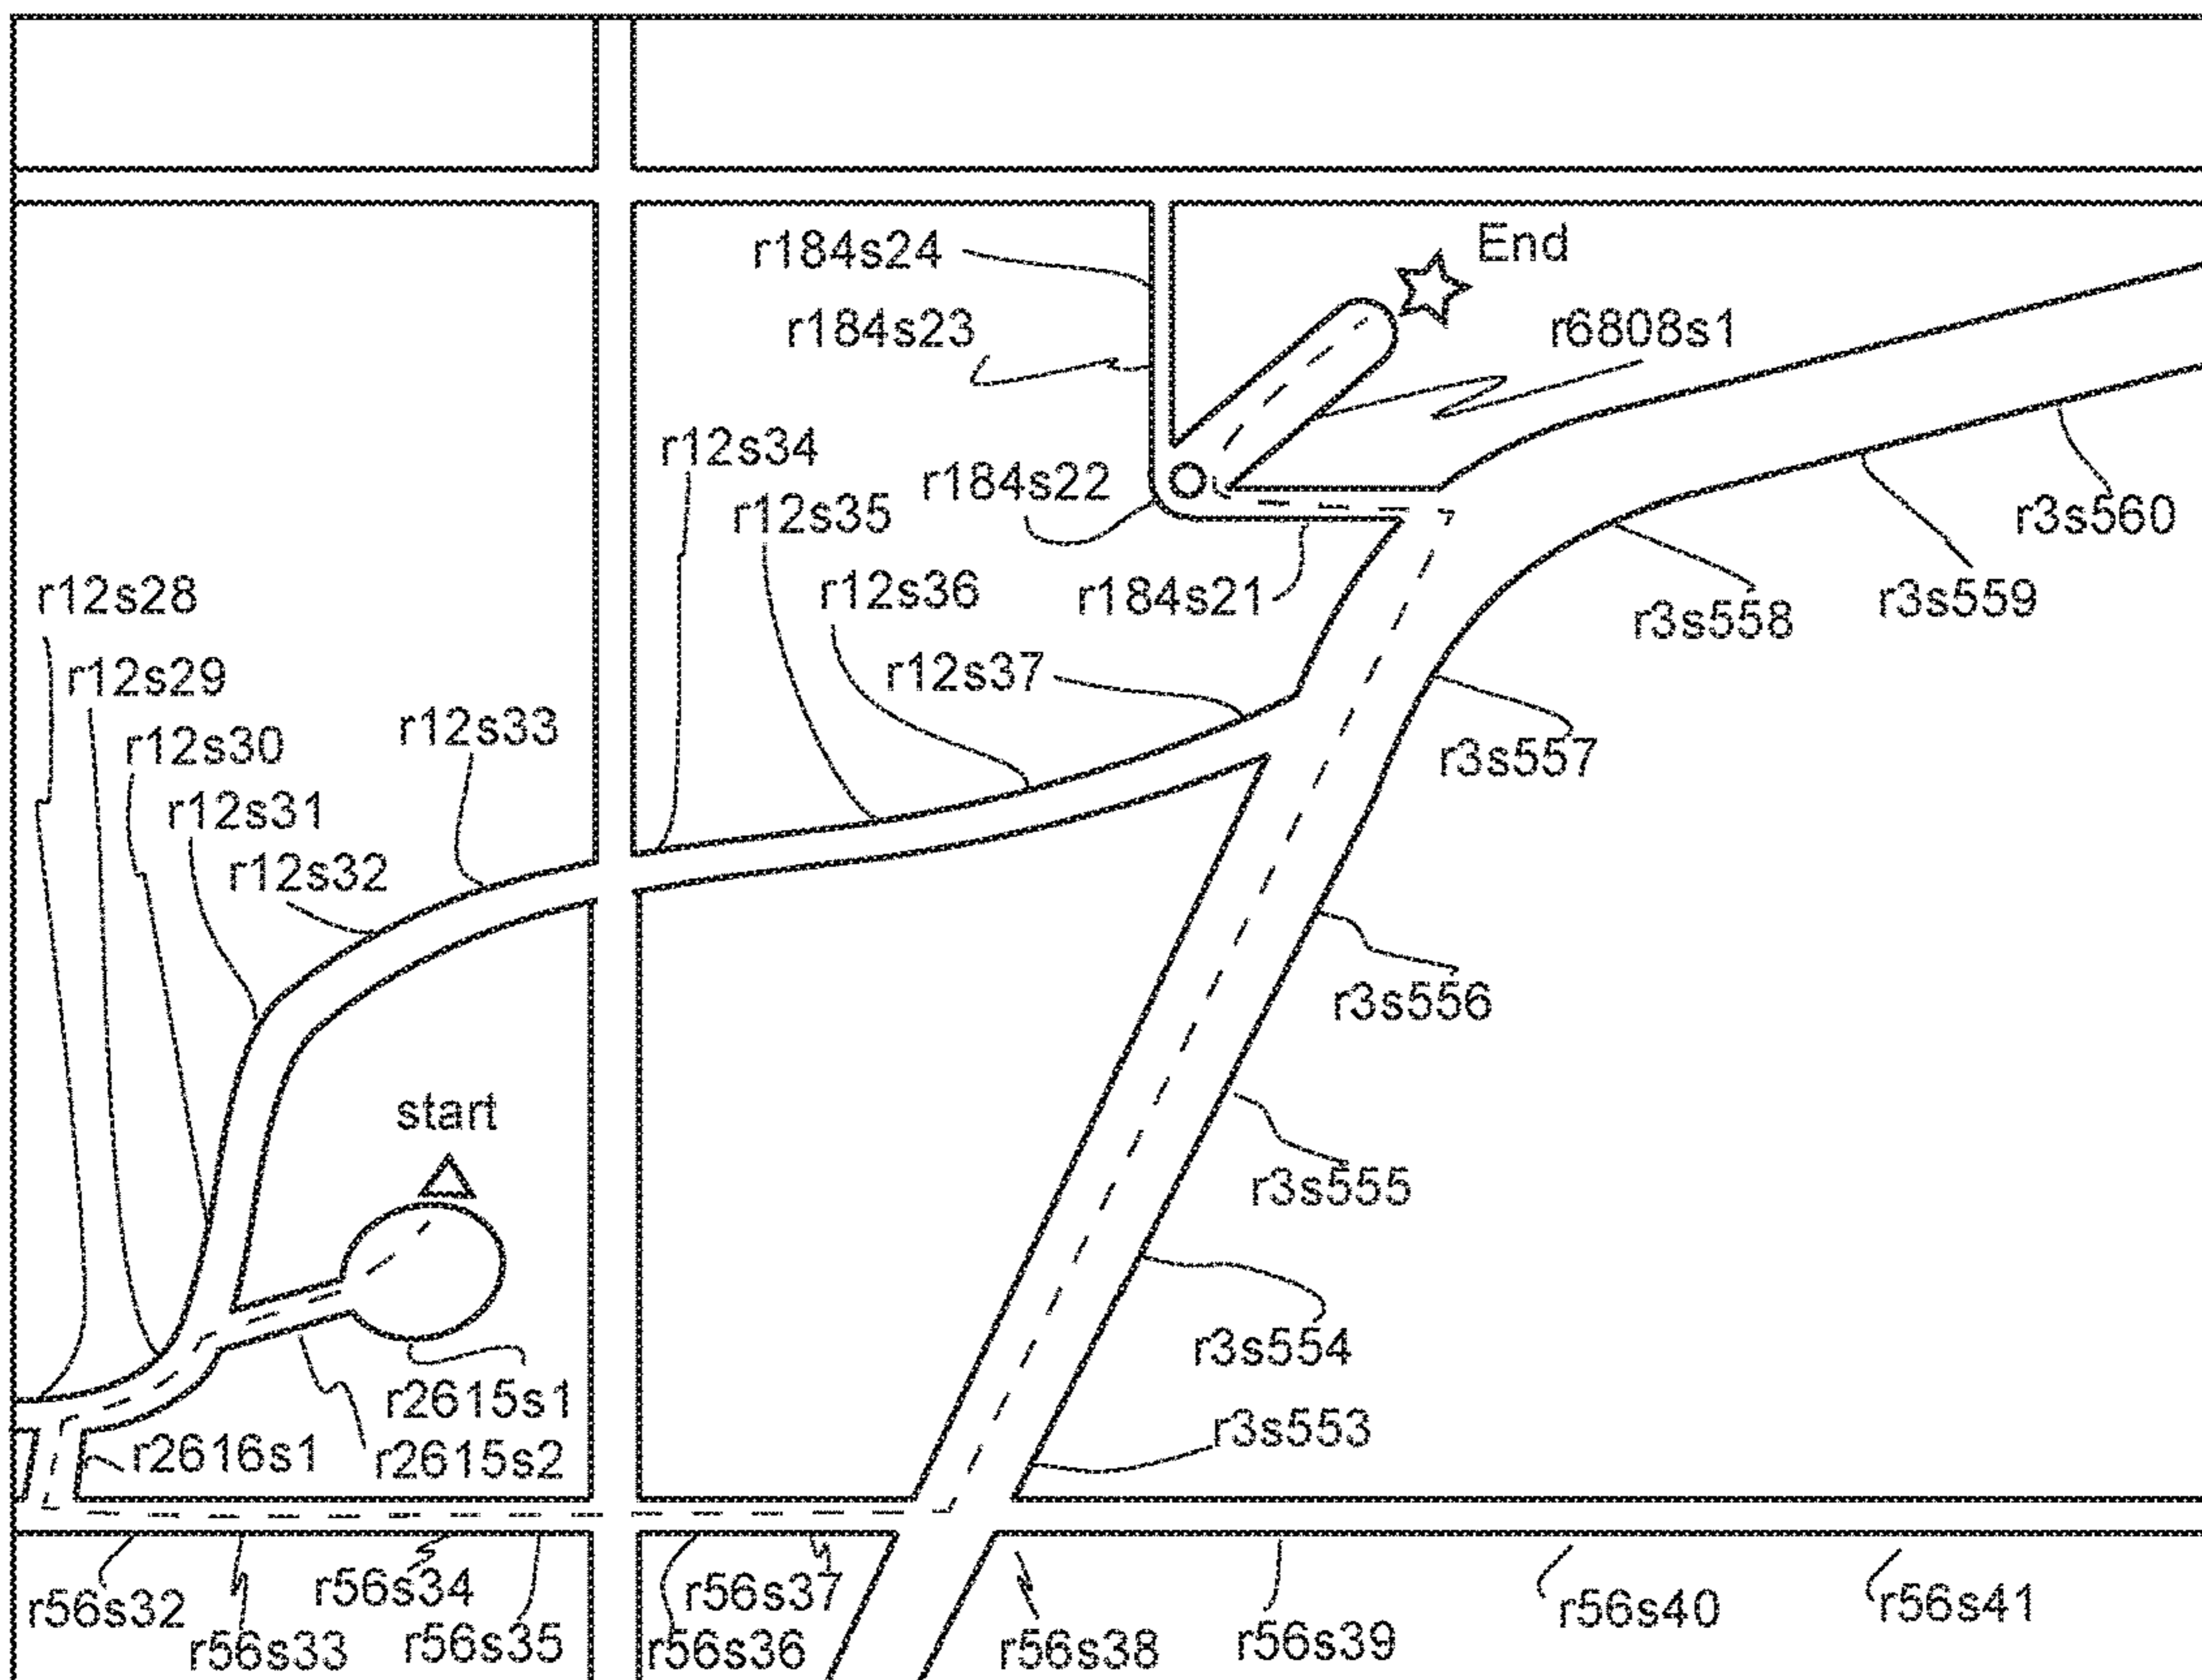 r184s24
End
r184s23
r6808s1
r12s34
r184s22
r12s35
r3s560
r12s28
r12s36
r184s21
r3s559
r3s558
r12s29
r12s37
r12s30
r12s33
r3s557
r12s31
r12s32
r3s556
start
r3s555
r3s554
r2615s1
r3s553
r2616s1
r2615s2
r56s32
r56s34
r56s37
r56s40
r56s41
r56s33
r56s35
r56s36
r56s38
r56s39